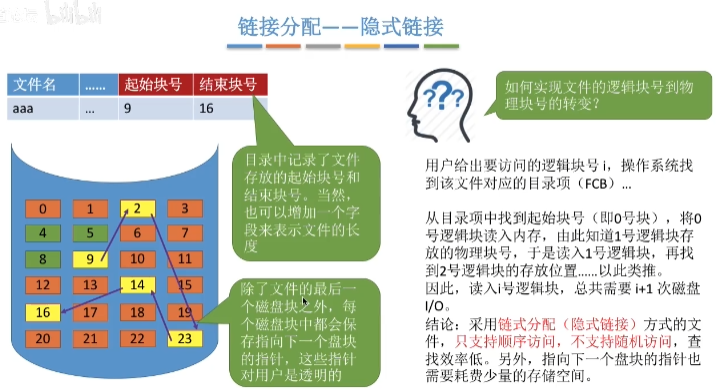 bilibili
链接分配——隐式链接
文件名 …… 起始块号 结束块号
aaa ... 9 16
目录中记录了文件
存放的起始块号和
结束块号。当然，
也可以增加一个字
段来表示文件的长
度
0 1 2 3
4 5 6 7
8 9 10 11
12 13 14 15
16 17 18 19
20 21 22 23
除了文件的最后一
个磁盘块之外，每
个磁盘块中都会保
存指向下一个盘块
的指针，这些指针
对用户是透明的
???
如何实现文件的逻辑块号到物
理块号的转变？
用户给出要访问的逻辑块号 i，操作系统找
到该文件对应的目录项（FCB）…
从目录项中找到起始块号（即0号块），将0
号逻辑块读入内存，由此知道1号逻辑块存
放的物理块号，于是读入1号逻辑块，再找
到2号逻辑块的存放位置……以此类推。
因此，读入i号逻辑块，总共需要 i+1 次磁盘
I/O。
结论：采用链式分配（隐式链接）方式的文
件，只支持顺序访问，不支持随机访问，查
找效率低。另外，指向下一个盘块的指针也
需要耗费少量的存储空间。